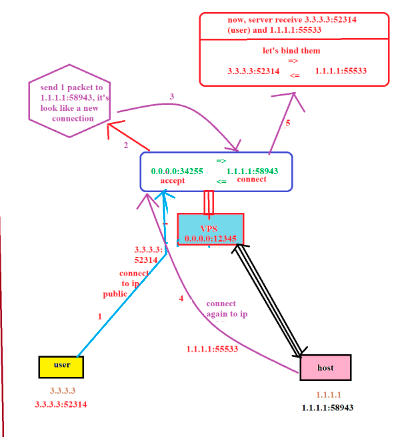 now, server receive 3.3.3.3:52314
(user) and 1.1.1.1:55533
let's bind them
=>
3.3.3.3:52314 <= 1.1.1.1:55533
send 1 packet to
1.1.1.1:58943, it's
look like a new
connection
3
2
5
=>
0.0.0.0:34255 1.1.1.1:58943
accept <= connect
VPS
0.0.0.0:12345
3.3.3.3:
52314
connect
to ip
public
1
4
connect
again to ip
1.1.1.1:55533
user
host
3.3.3.3
3.3.3.3:52314
1.1.1.1
1.1.1.1:58943